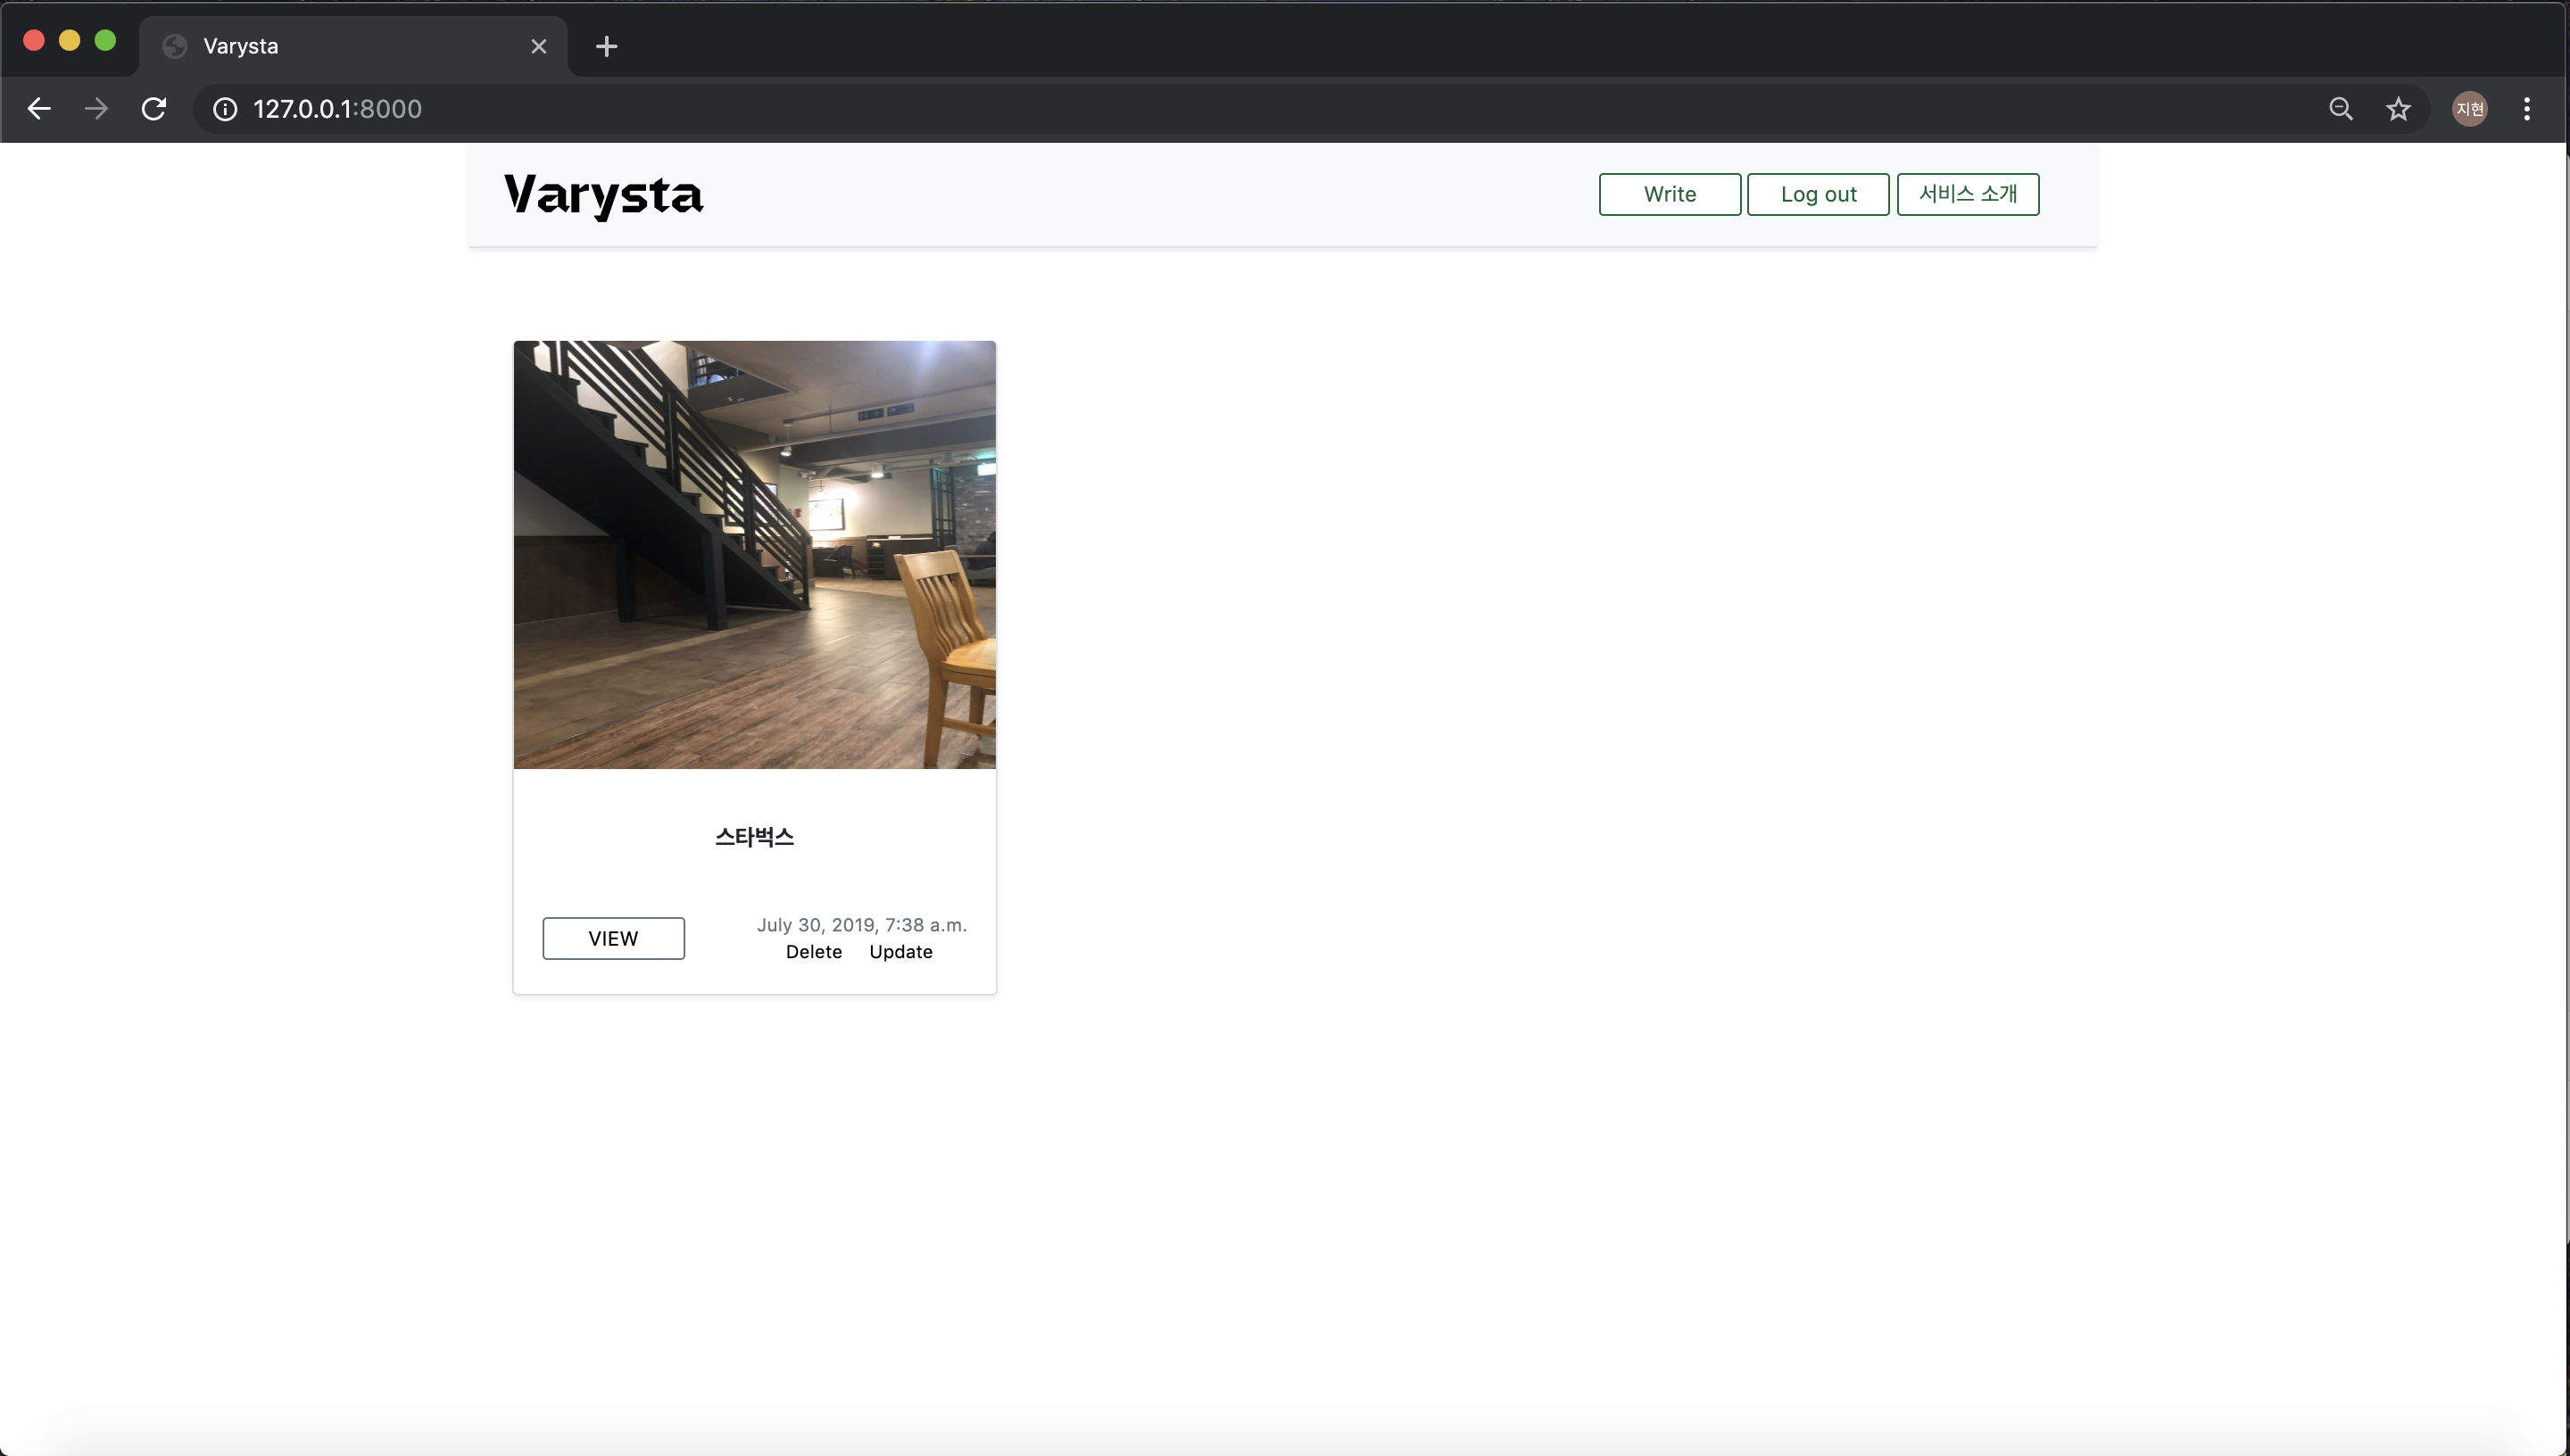 Varysta
127.0.0.1:8000
지현
Varysta
Write
Log out
서비스 소개
스타벅스
VIEW
July 30, 2019, 7:38 a.m.
Delete
Update